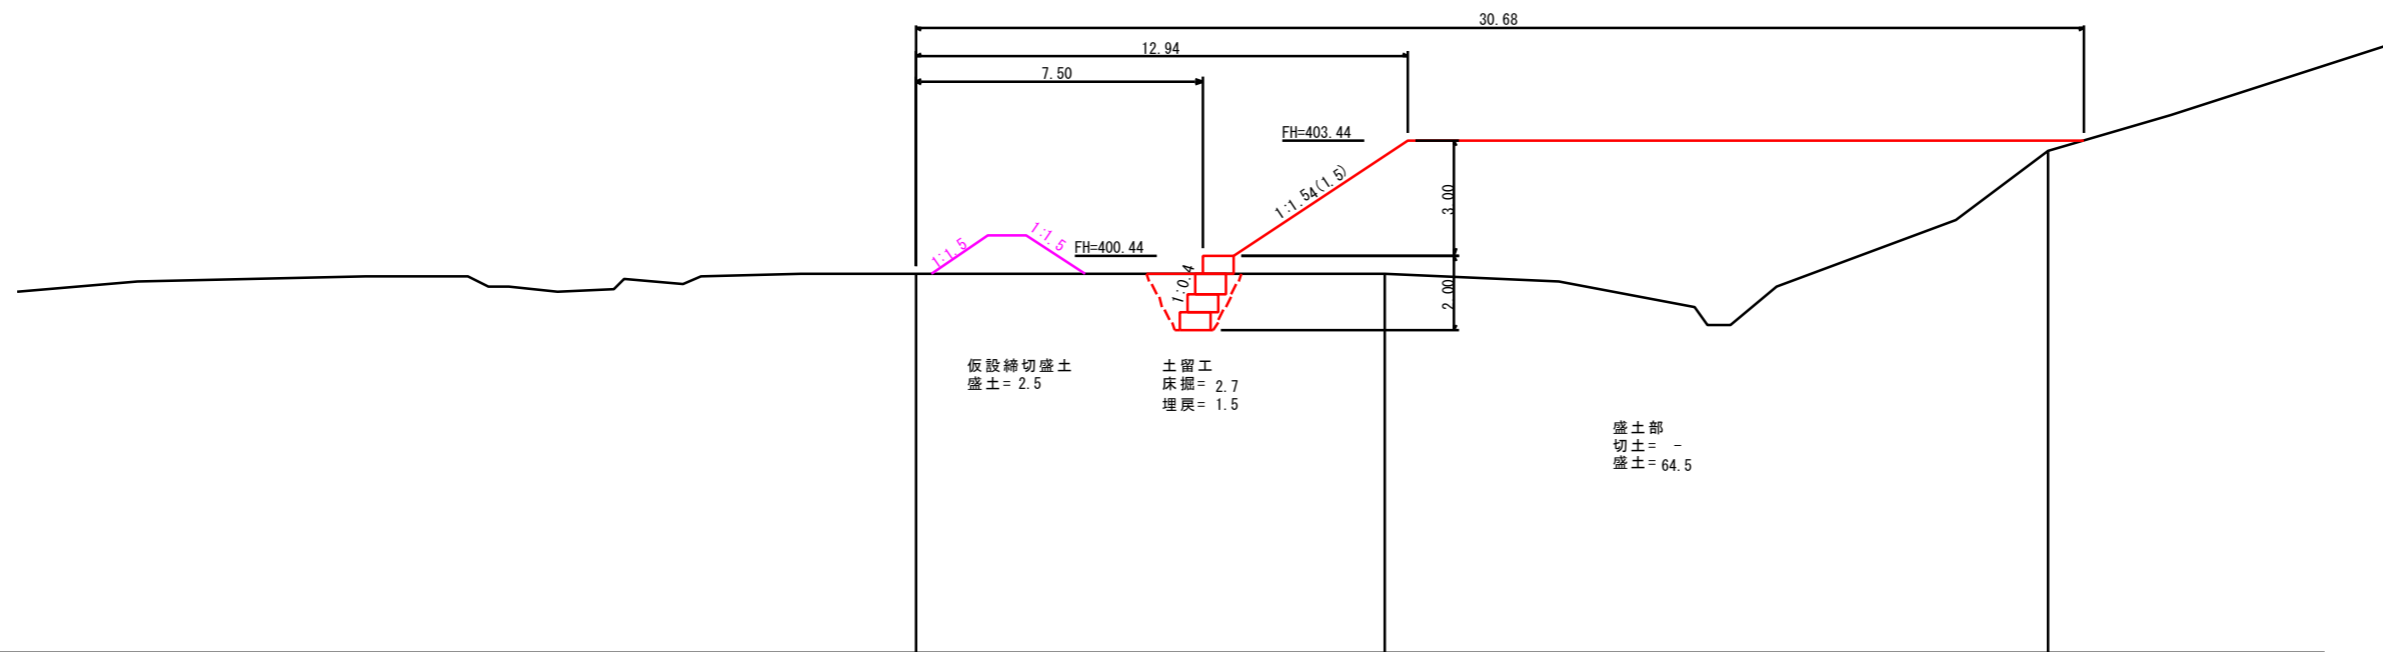 30.68
12.94
7.50
FH=403.44
1:1.54(1.5)
3.00
1:1.5
1:1.5
FH=400.44
1:0.4
2.00
仮設締切盛土
盛土= 2.5
土留工
床掘= 2.7
埋戻= 1.5
盛土部
切土= -
盛土= 64.5